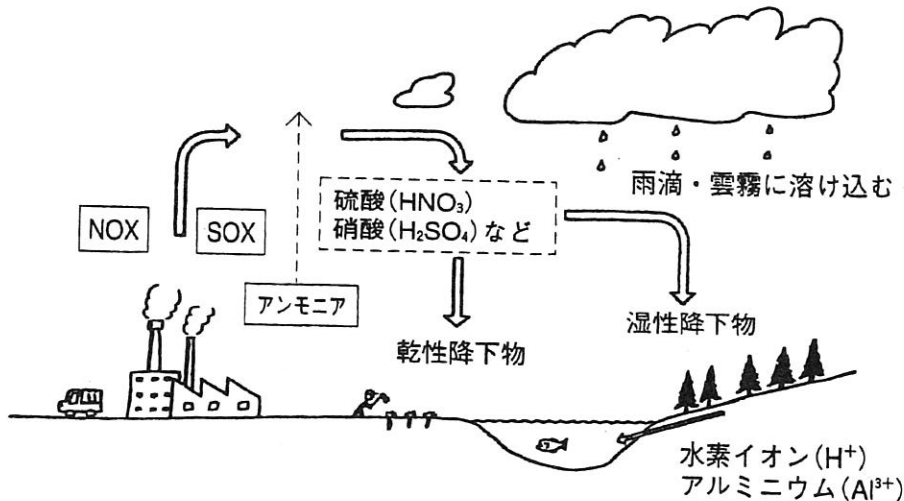 雨滴・雲霧に溶け込む
NOX
SOX
硫酸(HNO₃)
硝酸(H₂SO₄)など
アンモニア
乾性降下物
湿性降下物
水素イオン(H⁺)
アルミニウム(Al³⁺)